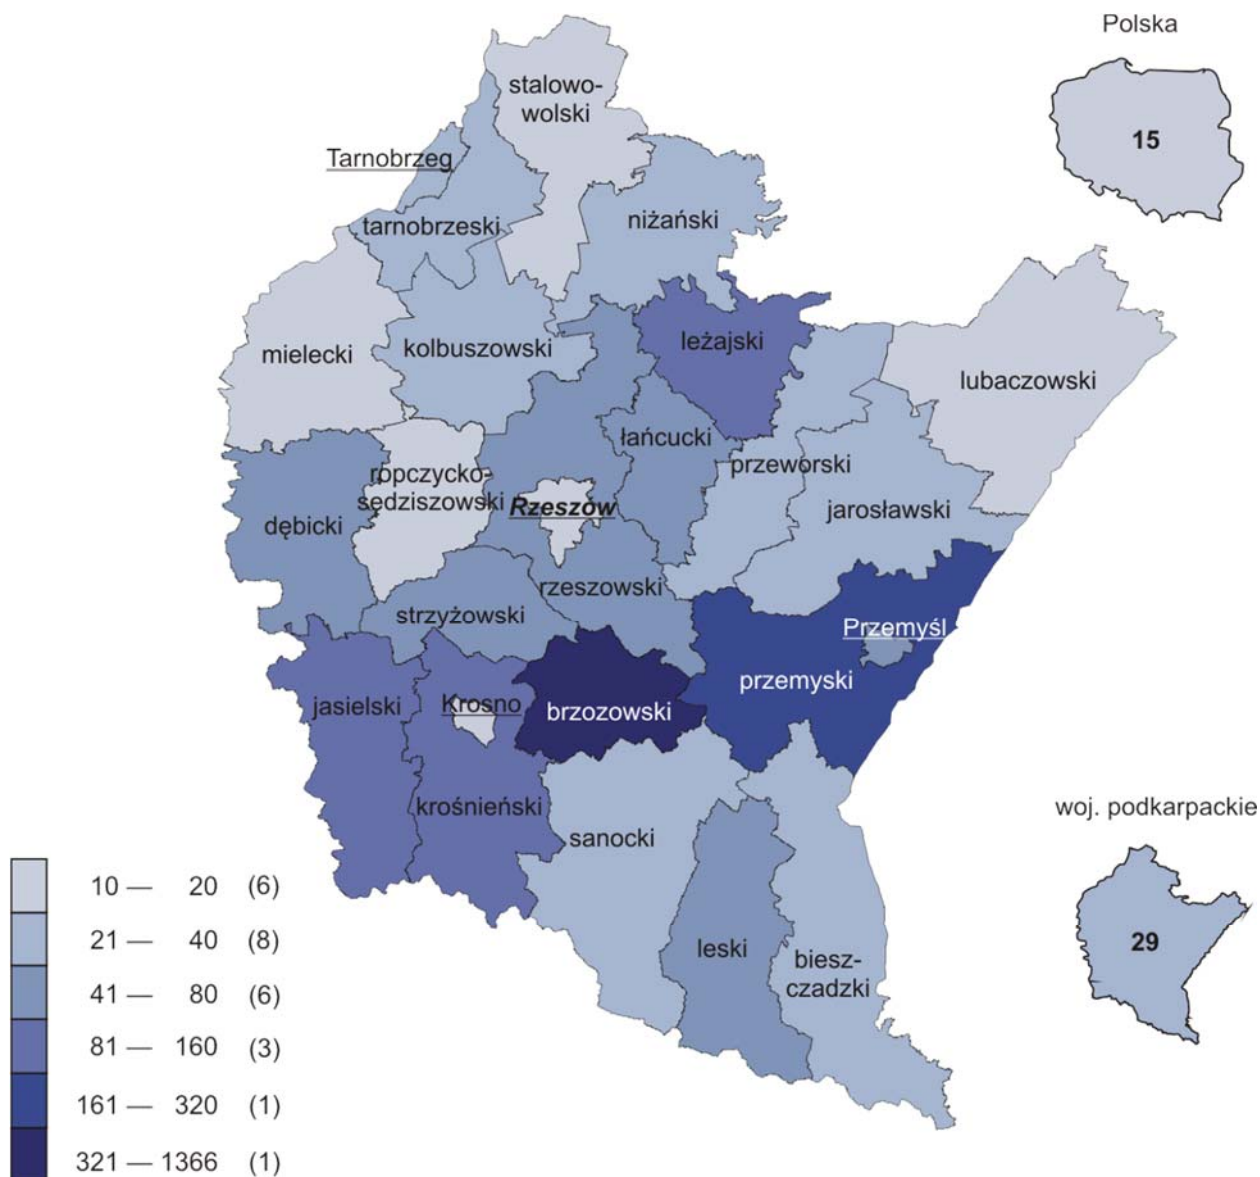 Polska
15
stalowo-
wolski
Tarnobrzeg
tarnobrzeski
niżański
mielecki
kolbuszowski
leżajski
lubaczowski
łańcucki
przeworski
ropczycko-
sędziszowski
Rzeszów
jarosławski
dębicki
rzeszowski
strzyżowski
Przemyśl
przemyski
jasielski
Krosno
brzozowski
krośnieński
sanocki
leski
biesz-
czadzki
woj. podkarpackie
29
10 — 20 (6)
21 — 40 (8)
41 — 80 (6)
81 — 160 (3)
161 — 320 (1)
321 — 1366 (1)